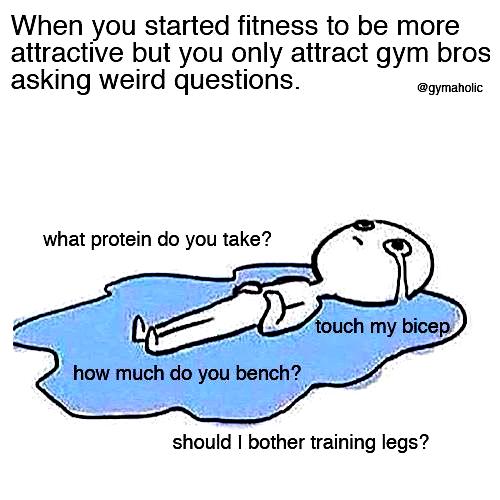 When you started fitness to be more
attractive but you only attract gym bros
asking weird questions.
@gymaholic
what protein do you take?
touch my bicep
how much do you bench?
should I bother training legs?